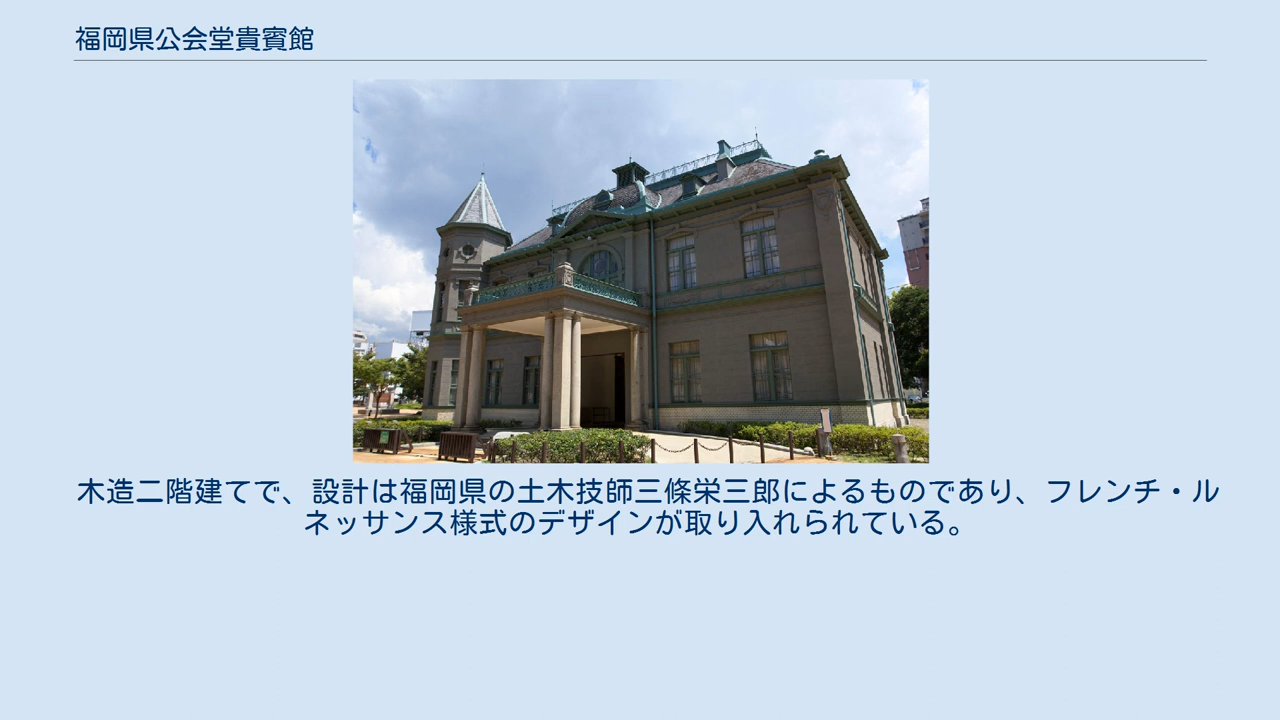 福岡県公会堂貴賓館
木造二階建てで、設計は福岡県の土木技師三條栄三郎によるものであり、フレンチ・ル
ネッサンス様式のデザインが取り入れられている。